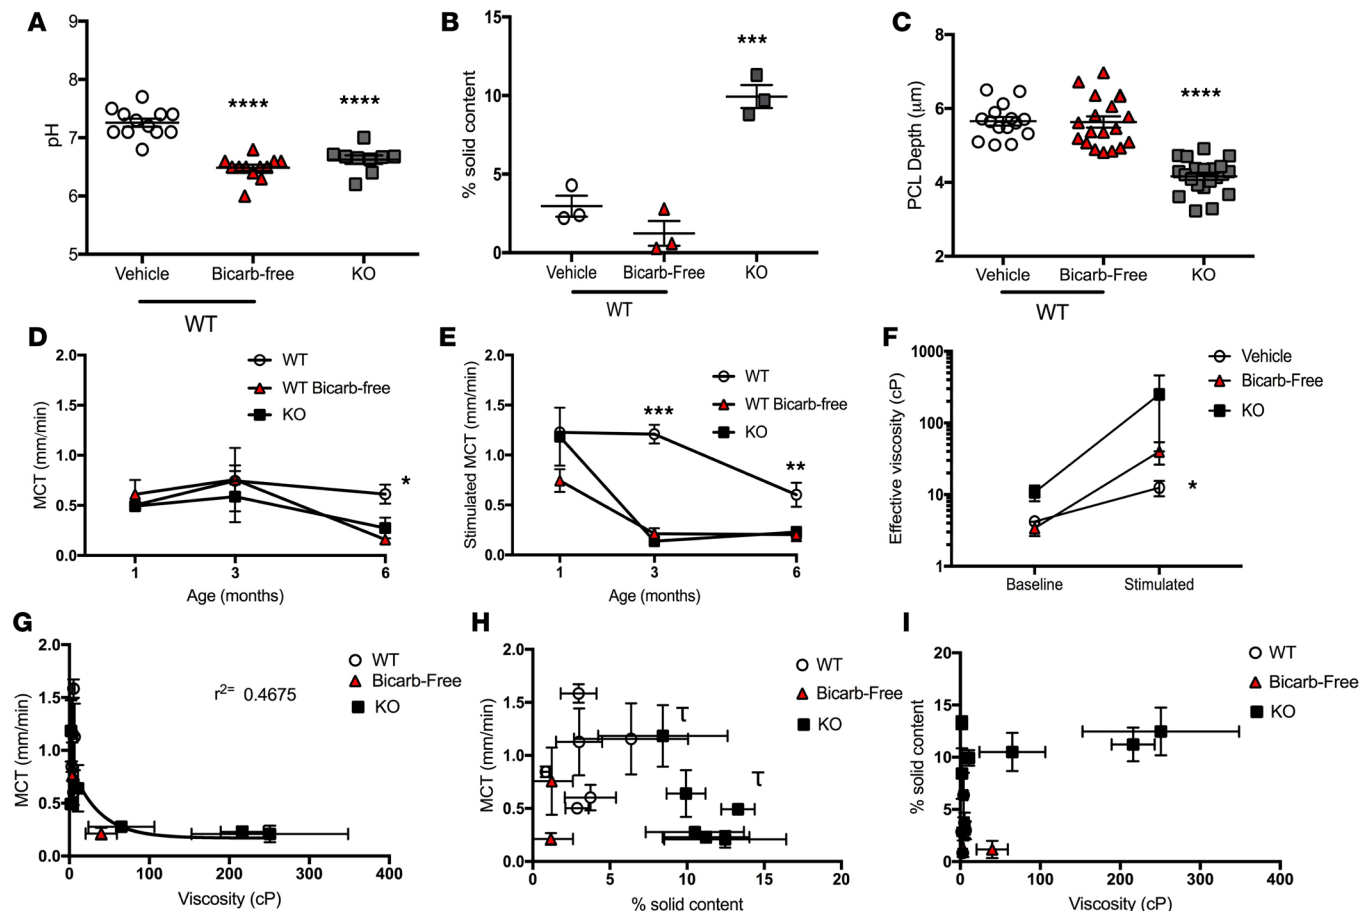 A
B
C
9
8
7
6
5
pH
****
****
Vehicle
Bicarb-free
KO
WT
15
10
5
0
% solid content
***
Vehicle
Bicarb-Free
KO
WT
8
6
4
2
PCL Depth (μm)
****
Vehicle
Bicarb-Free
KO
WT
D
E
F
2.0
1.5
1.0
0.5
0.0
MCT (mm/min)
WT
WT Bicarb-free
KO
*
1
3
6
Age (months)
2.0
1.5
1.0
0.5
0.0
Stimulated MCT (mm/min)
WT
WT Bicarb-free
KO
***
**
1
3
6
Age (months)
1000
100
10
1
Effective viscosity (cP)
Vehicle
Bicarb-Free
KO
*
Baseline
Stimulated
G
H
I
2.0
1.5
1.0
0.5
0.0
MCT (mm/min)
r2= 0.4675
WT
Bicarb-Free
KO
0
100
200
300
400
Viscosity (cP)
2.0
1.5
1.0
0.5
0.0
MCT (mm/min)
WT
Bicarb-Free
KO
0
5
10
15
20
% solid content
20
15
10
5
0
% solid content
WT
Bicarb-Free
KO
0
100
200
300
400
Viscosity (cP)